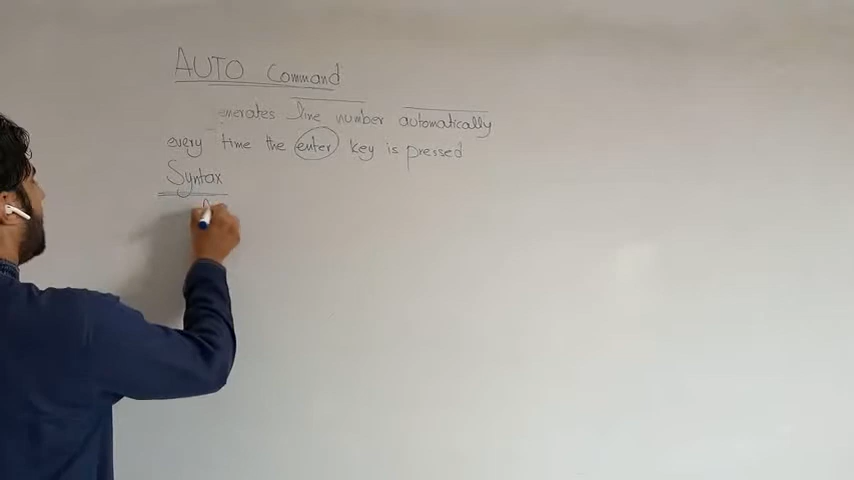 AUTO Command
enerates line number automatically
every time the enter key is pressed
Syntax